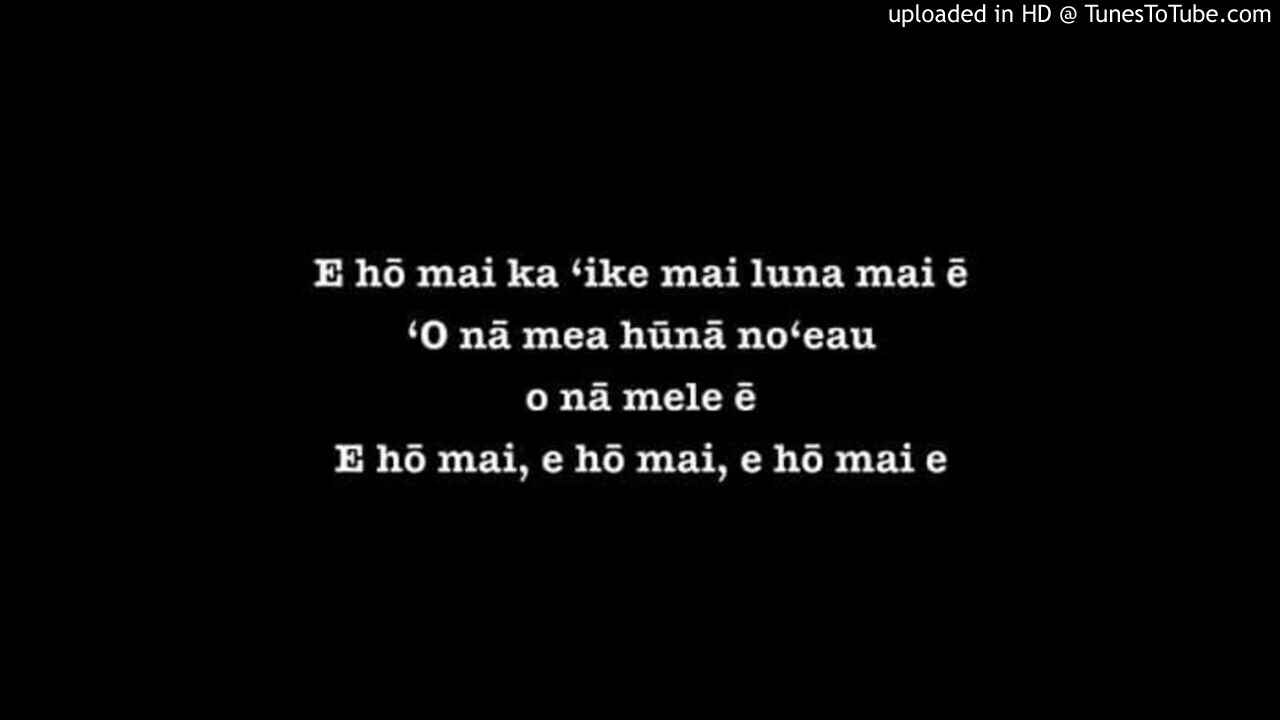 uploaded in HD @ TunesToTube.com
E hō mai ka ʻike mai luna mai ē
ʻO nā mea hūnā noʻeau
o nā mele ē
E hō mai, e hō mai, e hō mai e